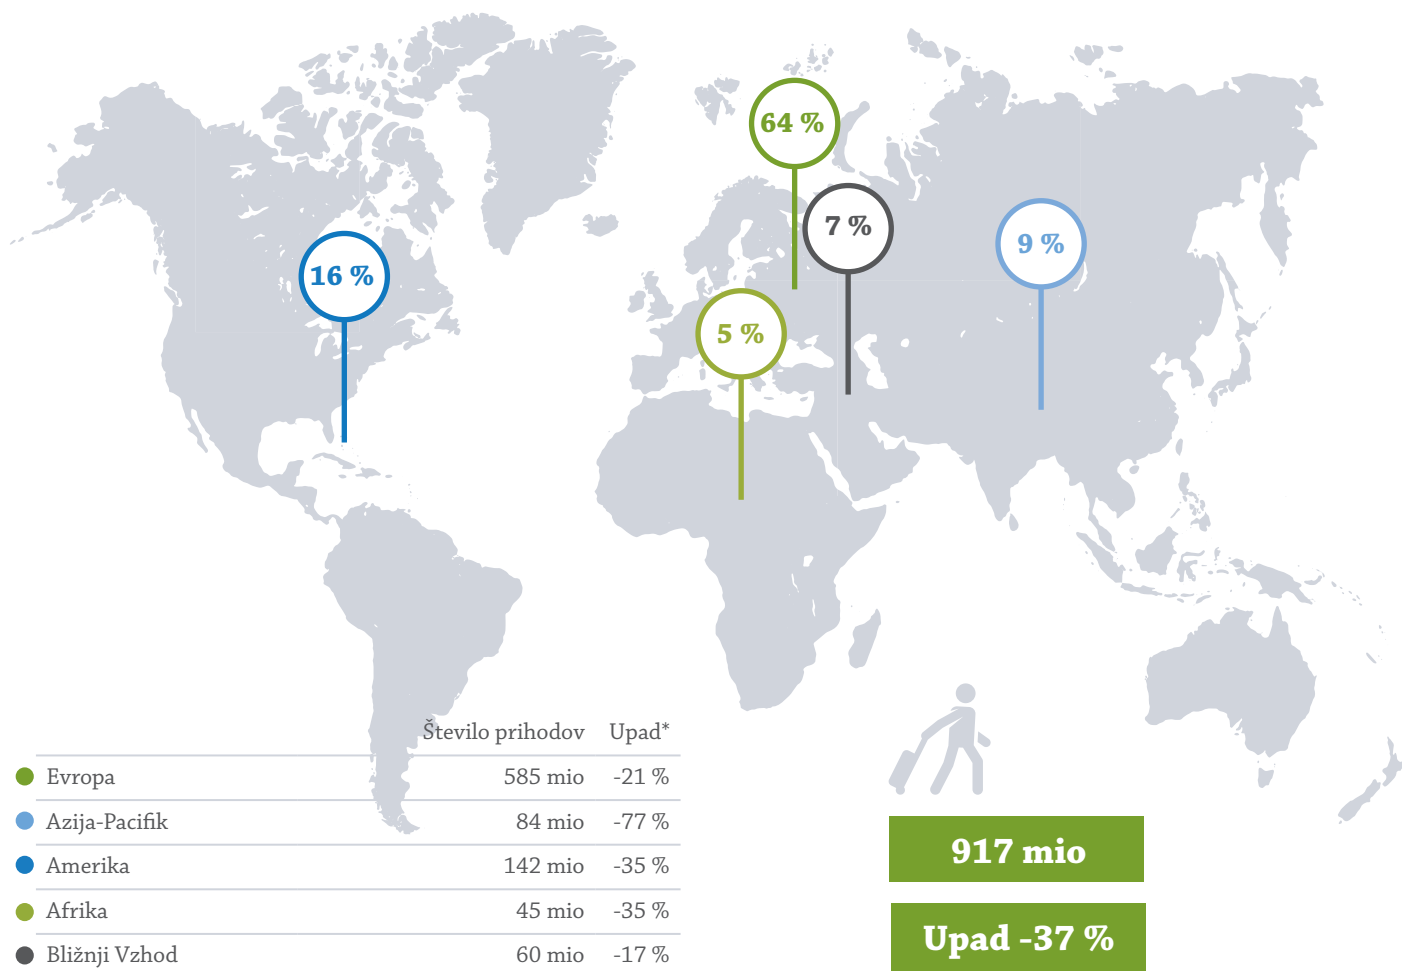 64 %
7 %
9 %
16 %
5 %
Število prihodov Upad*
Evropa 585 mio -21 %
Azija-Pacifik 84 mio -77 %
Amerika 142 mio -35 %
Afrika 45 mio -35 %
Bližnji Vzhod 60 mio -17 %
917 mio
Upad -37 %